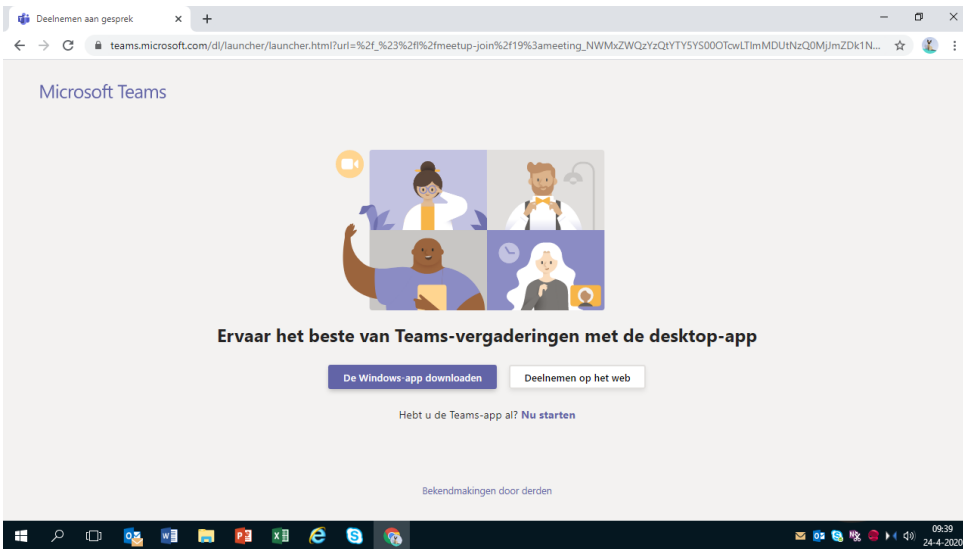 Deelnemen aan gesprek
teams.microsoft.com/dl/launcher/launcher.html?url=%2f_%23%2fl%2fmeetup-join%2f19%3ameeting_NWMxZWQzYzQtYTY5YS00OTcwLTlmMDUtNzQ0MjJmZDk1N...
Microsoft Teams
Ervaar het beste van Teams-vergaderingen met de desktop-app
De Windows-app downloaden
Deelnemen op het web
Hebt u de Teams-app al? Nu starten
Bekendmakingen door derden
09:39
24-4-2020